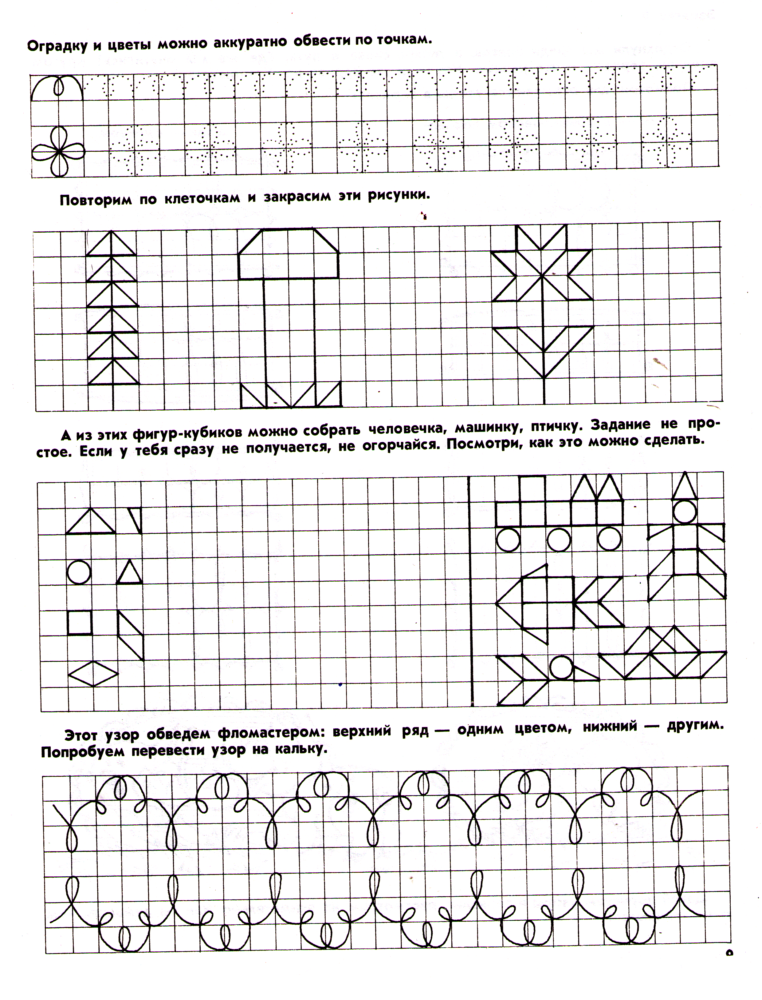 Оградку и цветы можно аккуратно обвести по точкам.
Повторим по клеточкам и закрасим эти рисунки.
А из этих фигур-кубиков можно собрать человечка, машинку, птичку. Задание не про-
стое. Если у тебя сразу не получается, не огорчайся. Посмотри, как это можно сделать.
Этот узор обведем фломастером: верхний ряд — одним цветом, нижний — другим.
Попробуем перевести узор на кальку.